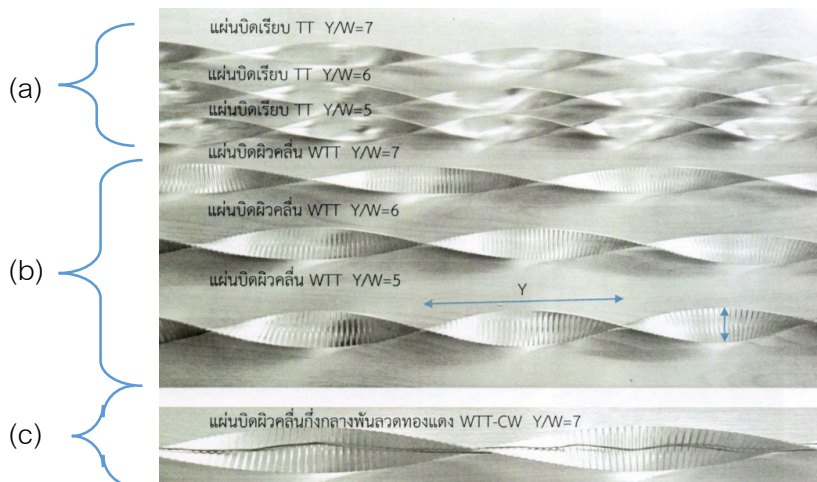 แผ่นบิดเรียบ TT Y/W=7
(a)
แผ่นบิดเรียบ TT Y/W=6
แผ่นบิดเรียบ TT Y/W=5
แผ่นบิดผิวคลื่น WTT Y/W=7
แผ่นบิดผิวคลื่น WTT Y/W=6
(b)
แผ่นบิดผิวคลื่น WTT Y/W=5
Y
(c)
แผ่นบิดผิวคลื่นกึ่งกลางพันลวดทองแดง WTT-CW Y/W=7